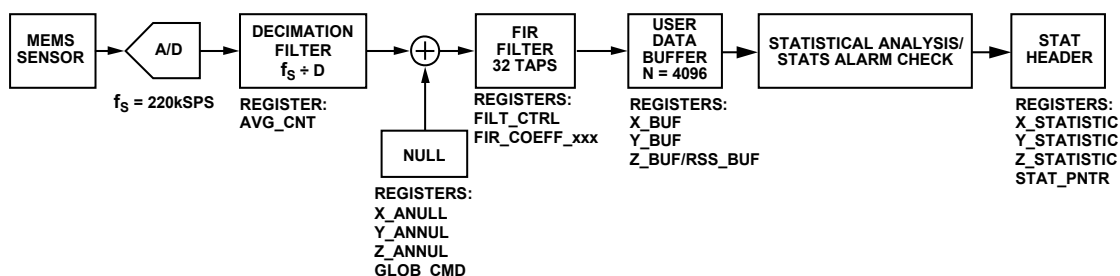 MEMS
SENSOR
A/D
fS = 220kSPS
DECIMATION
FILTER
fS ÷ D
REGISTER:
AVG_CNT
NULL
REGISTERS:
X_ANULL
Y_ANNUL
Z_ANNUL
GLOB_CMD
FIR
FILTER
32 TAPS
REGISTERS:
FILT_CTRL
FIR_COEFF_xxx
USER
DATA
BUFFER
N = 4096
REGISTERS:
X_BUF
Y_BUF
Z_BUF/RSS_BUF
STATISTICAL ANALYSIS/
STATS ALARM CHECK
STAT
HEADER
REGISTERS:
X_STATISTIC
Y_STATISTIC
Z_STATISTIC
STAT_PNTR